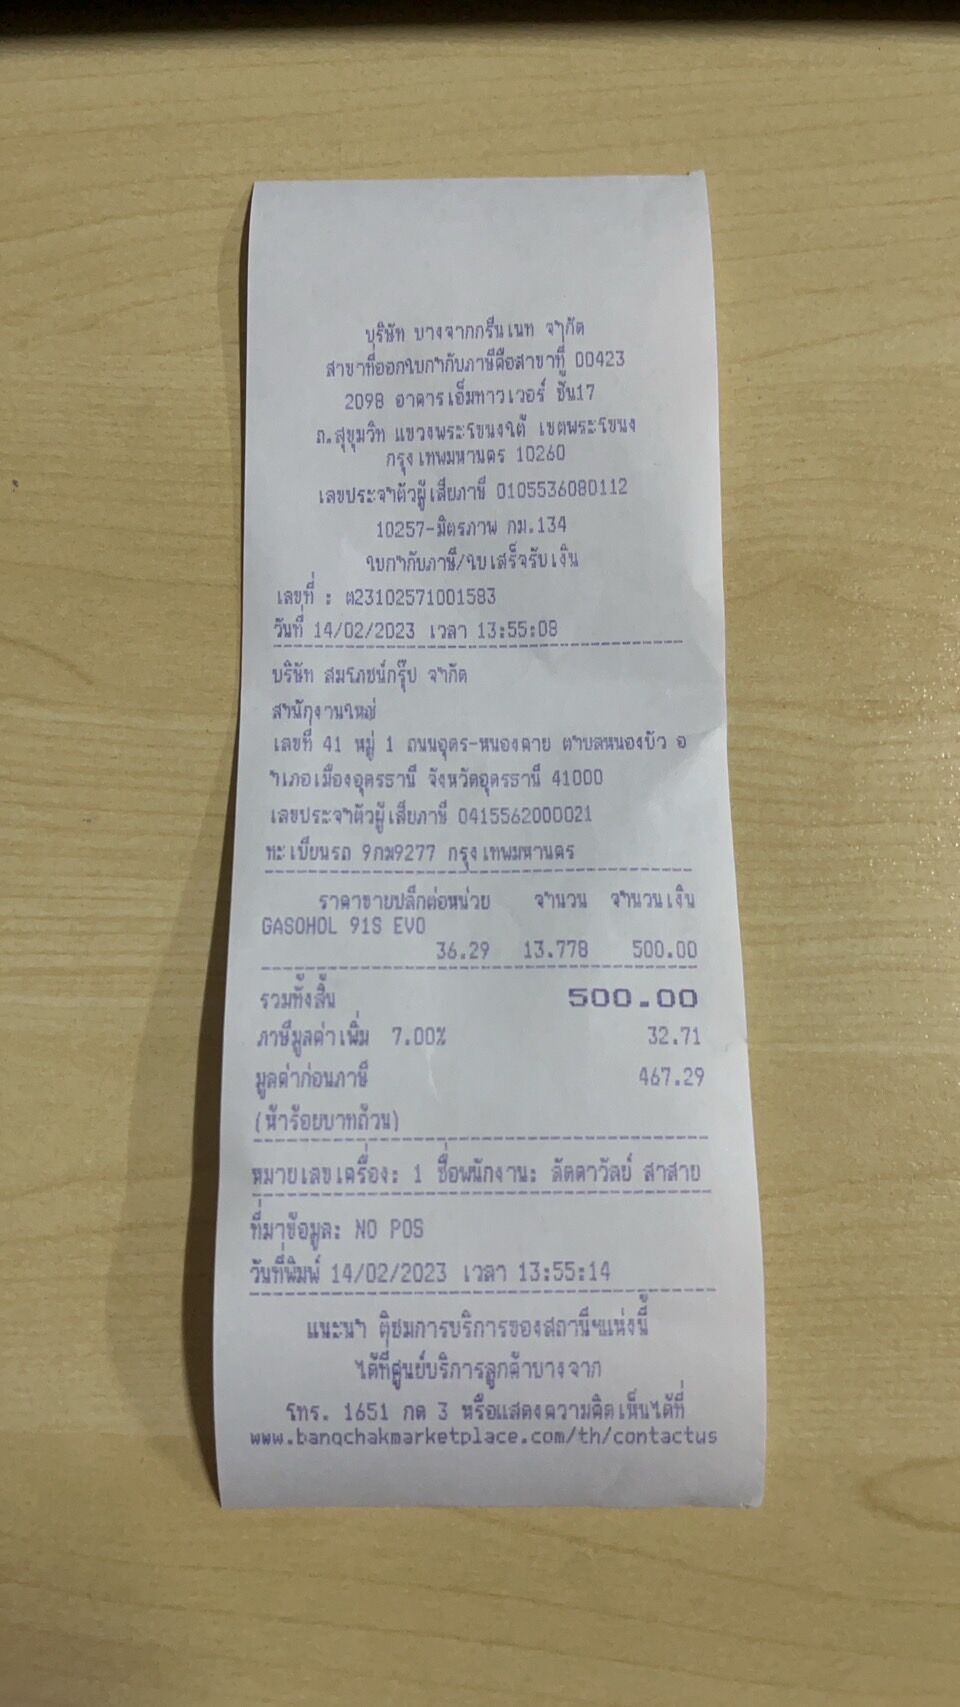 บริษัท บางจากกรีนเนท จำกัด
สาขาที่ออกใบกำกับภาษีคือสาขาที่ 00423
2098 อาคารเอ็มทาวเวอร์ ชั้น17
ถ.สุขุมวิท แขวงพระโขนงใต้ เขตพระโขนง
กรุงเทพมหานคร 10260
เลขประจำตัวผู้เสียภาษี 0105536080112
10257-มิตรภาพ กม.134
ใบกำกับภาษี/ใบเสร็จรับเงิน
เลขที่ : ต23102571001583
วันที่ 14/02/2023 เวลา 13:55:08
บริษัท สมโภชน์กรุ๊ป จำกัด
สำนักงานใหญ่
เลขที่ 41 หมู่ 1 ถนนอุดร-หนองคาย ตำบลหนองบัว อ
ำเภอเมืองอุดรธานี จังหวัดอุดรธานี 41000
เลขประจำตัวผู้เสียภาษี 0415562000021
ทะเบียนรถ 9กม9277 กรุงเทพมหานคร
ราคาขายปลีกต่อหน่วย จำนวน จำนวนเงิน
GASOHOL 91S EVO
36.29 13.778 500.00
รวมทั้งสิ้น 500.00
ภาษีมูลค่าเพิ่ม 7.00% 32.71
มูลค่าก่อนภาษี 467.29
(ห้าร้อยบาทถ้วน)
หมายเลขเครื่อง: 1 ชื่อพนักงาน: ลัดดาวัลย์ สาสาย
ที่มาข้อมูล: NO POS
วันที่พิมพ์ 14/02/2023 เวลา 13:55:14
แนะนำ ติชมการบริการของสถานีฯแห่งนี้
ได้ที่ศูนย์บริการลูกค้าบางจาก
โทร. 1651 กด 3 หรือแสดงความคิดเห็นได้ที่
www.bangchakmarketplace.com/th/contactus